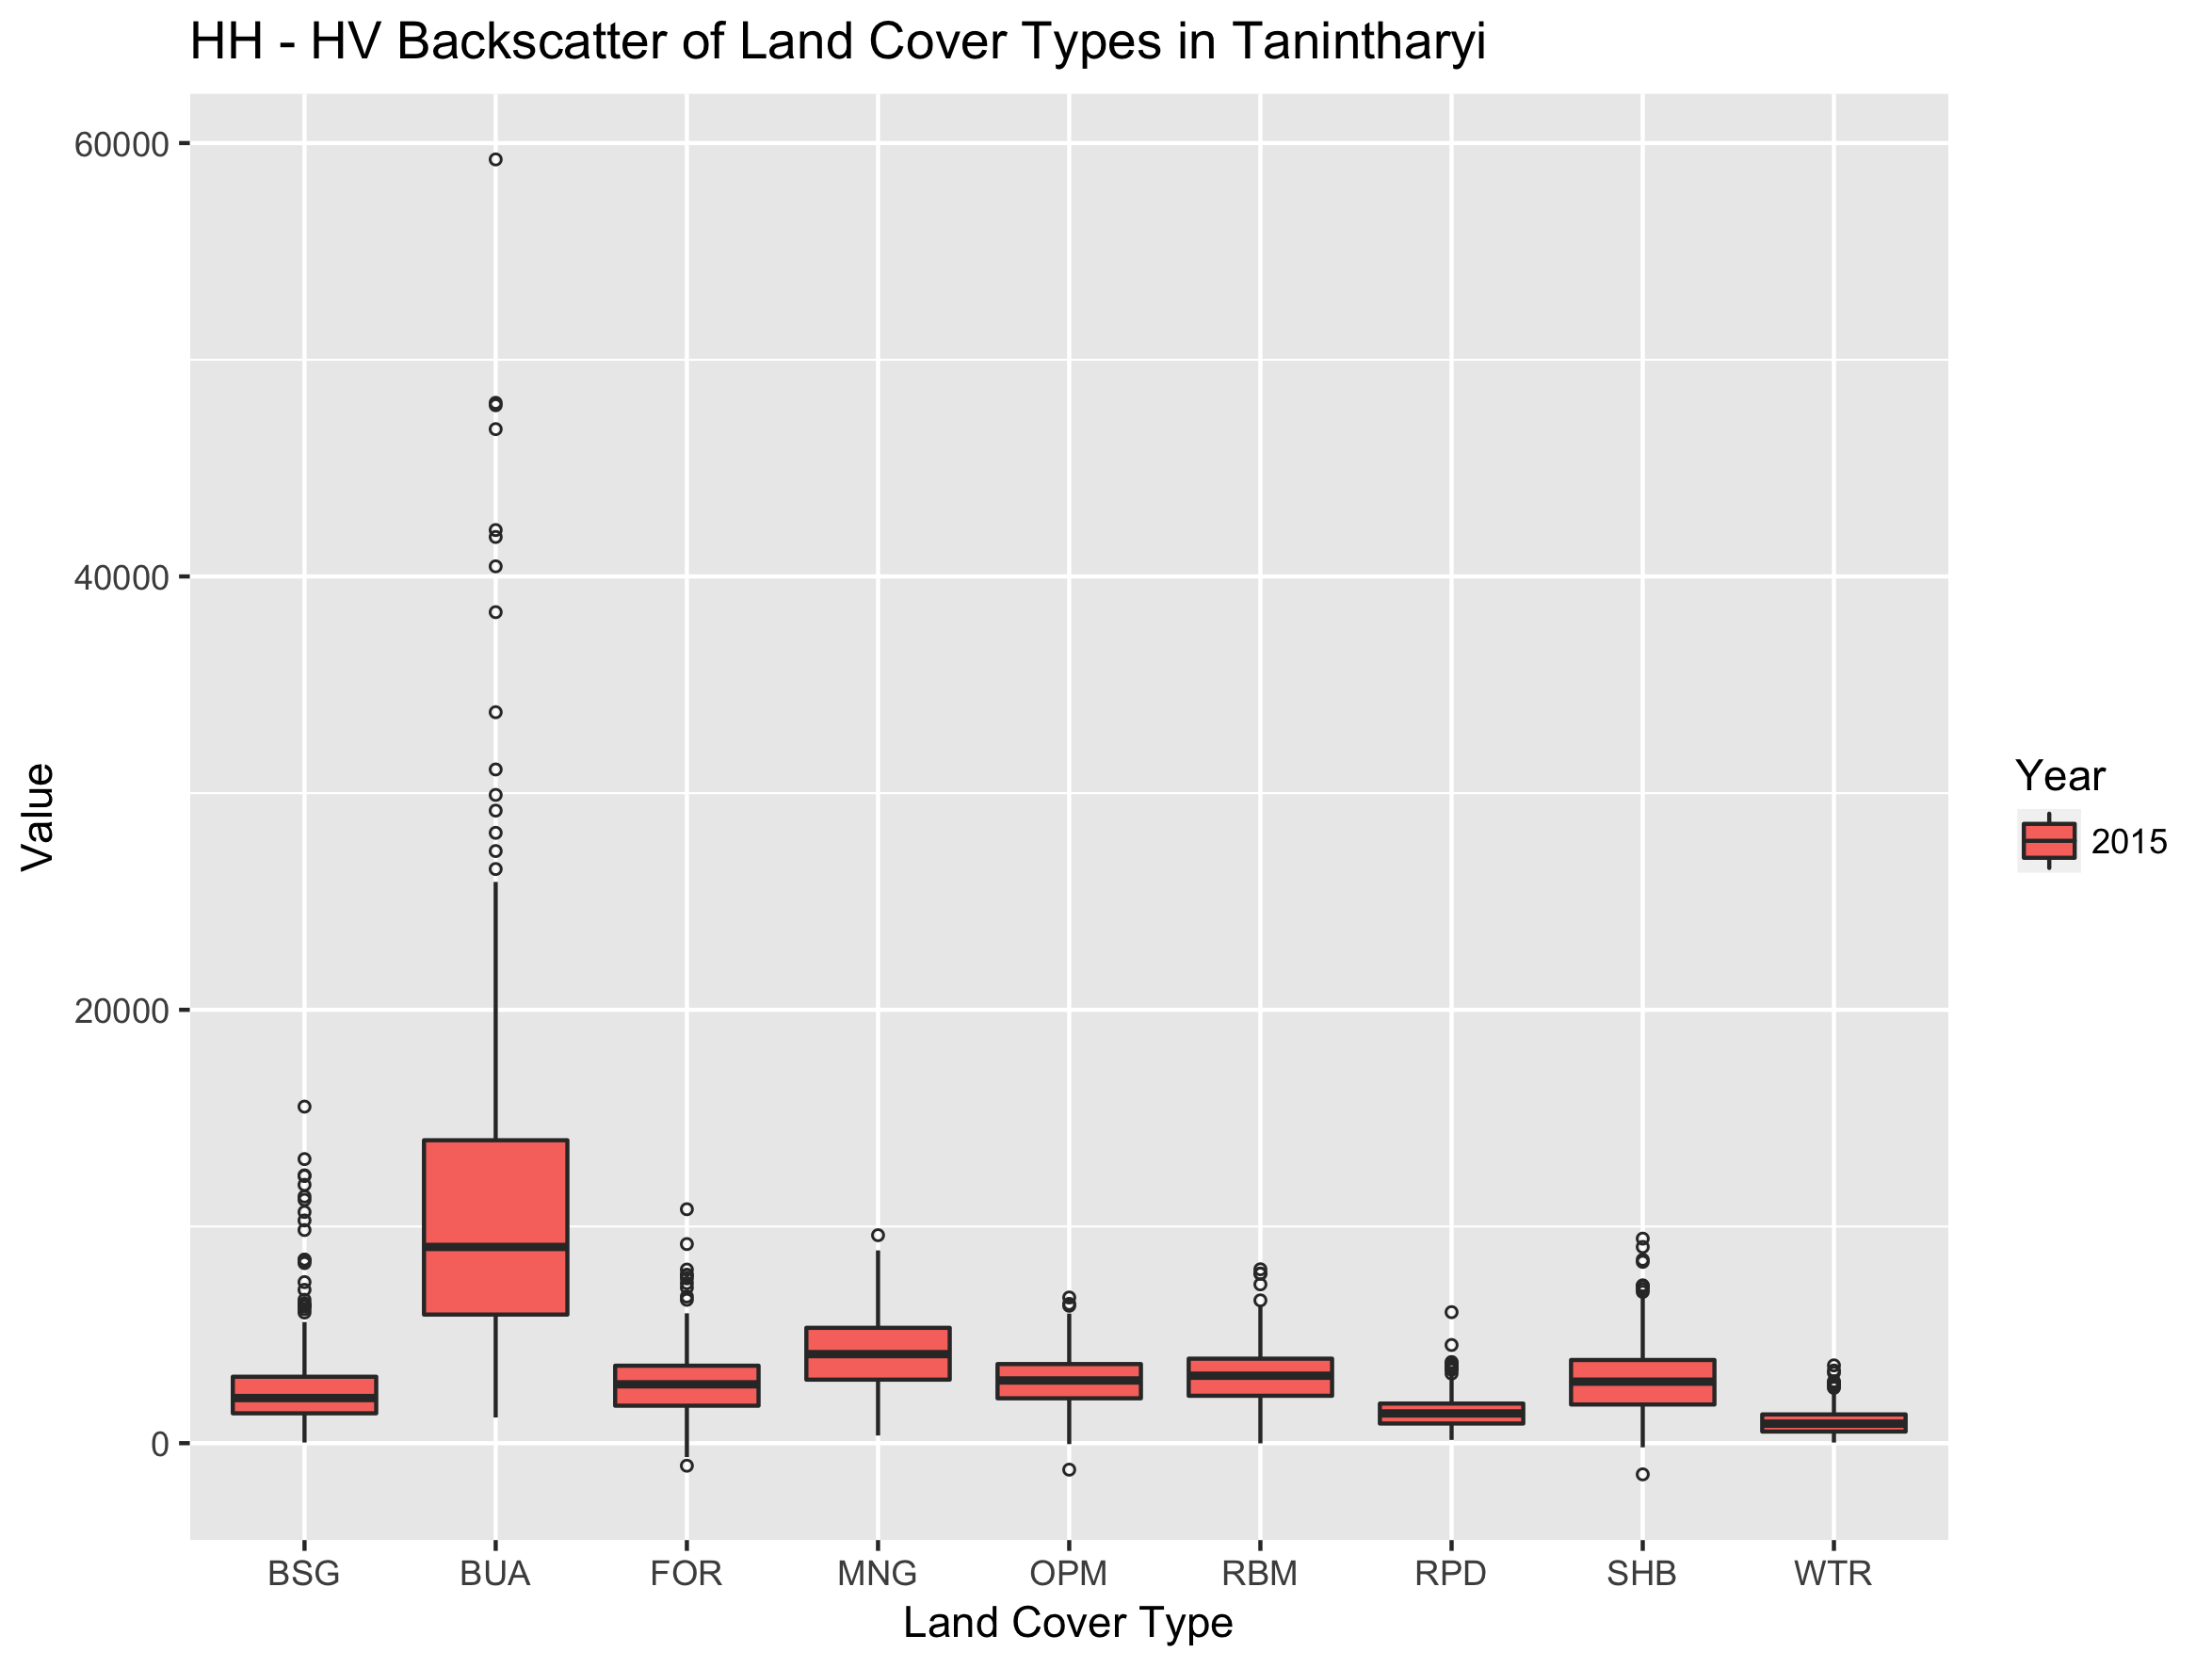 HH - HV Backscatter of Land Cover Types in Tanintharyi
60000
40000
20000
0
Value
BSG BUA FOR MNG OPM RBM RPD SHB WTR
Land Cover Type
Year
2015